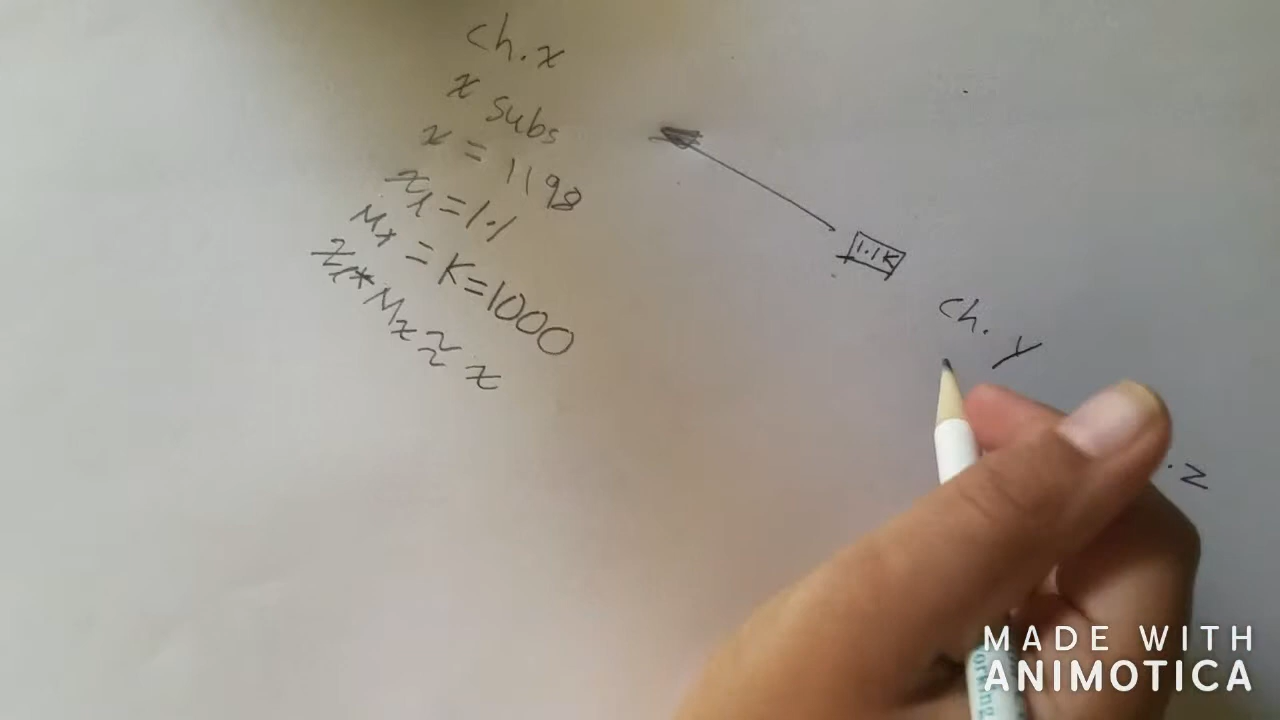 Ch. x
x subs
x = 1198
x₁ = 1.1
Mx = K = 1000
x₁ * Mx ≈ x
1.1K
Ch. y
. z
MADE WITH
ANIMOTICA